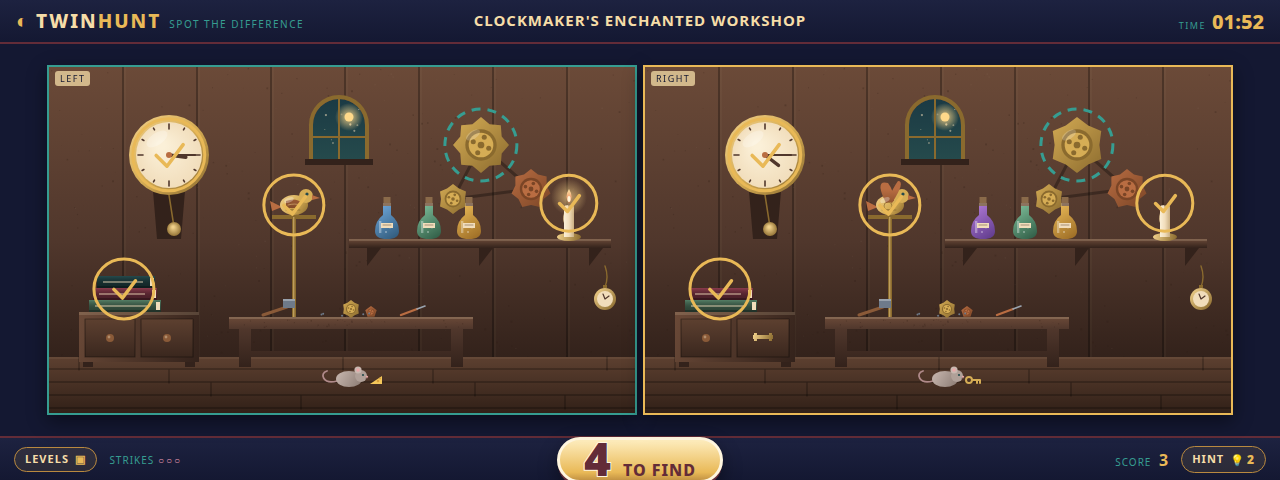 TWINHUNT SPOT THE DIFFERENCE
CLOCKMAKER'S ENCHANTED WORKSHOP
TIME 01:52
LEFT
RIGHT
LEVELS
STRIKES
4 TO FIND
SCORE 3
HINT 2